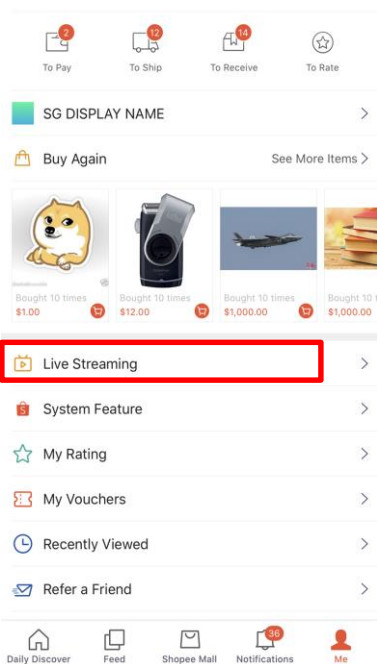 2 12 14
To Pay To Ship To Receive To Rate
SG DISPLAY NAME
Buy Again See More Items >
Bought 10 times Bought 10 times Bought 10 times Bought 10 t
$1.00 $12.00 $1,000.00 $1,000.00
Live Streaming
System Feature
My Rating
My Vouchers
Recently Viewed
Refer a Friend
36
Daily Discover Feed Shopee Mall Notifications Me